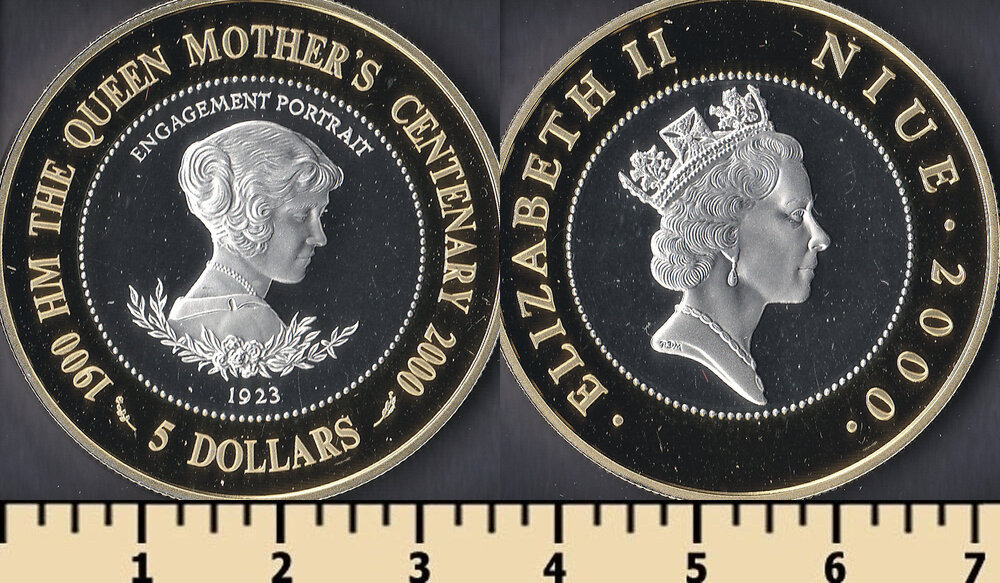 1900 HM THE QUEEN MOTHER'S CENTENARY 2000
ENGAGEMENT PORTRAIT
1923
5 DOLLARS
ELIZABETH II
NIUE · 2000 ·
1 2 3 4 5 6 7